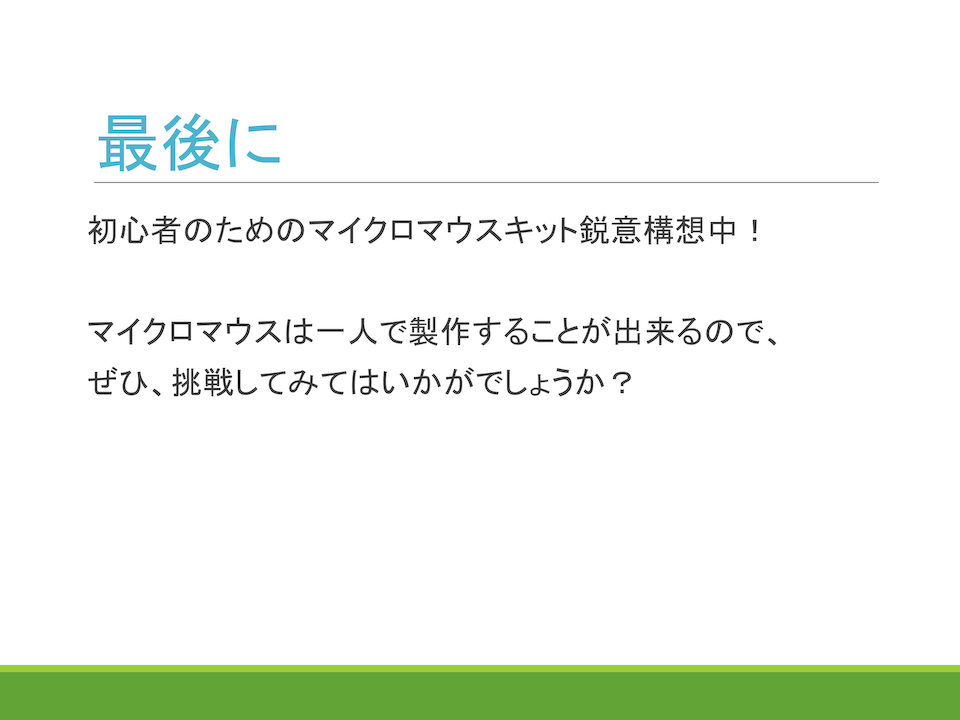 最後に
初心者のためのマイクロマウスキット鋭意構想中！
マイクロマウスは一人で製作することが出来るので、
ぜひ、挑戦してみてはいかがでしょうか？